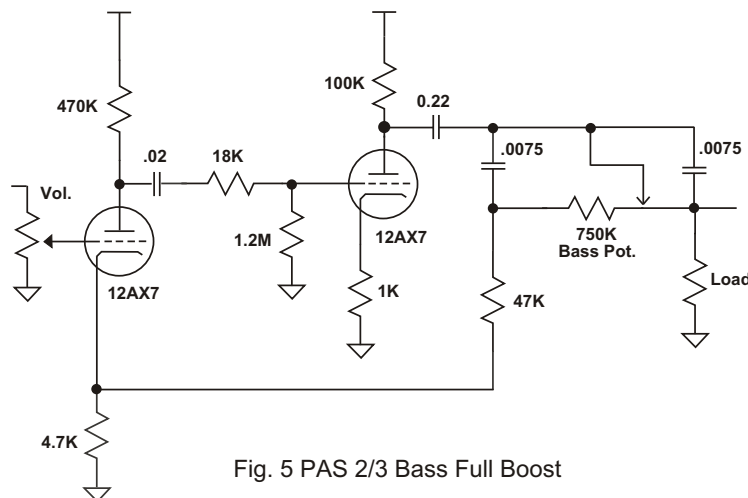 100K
0.22
470K
.0075
.0075
.02
18K
Vol.
12AX7
750K
Bass Pot.
1.2M
12AX7
1K
47K
Load
4.7K
Fig. 5 PAS 2/3 Bass Full Boost